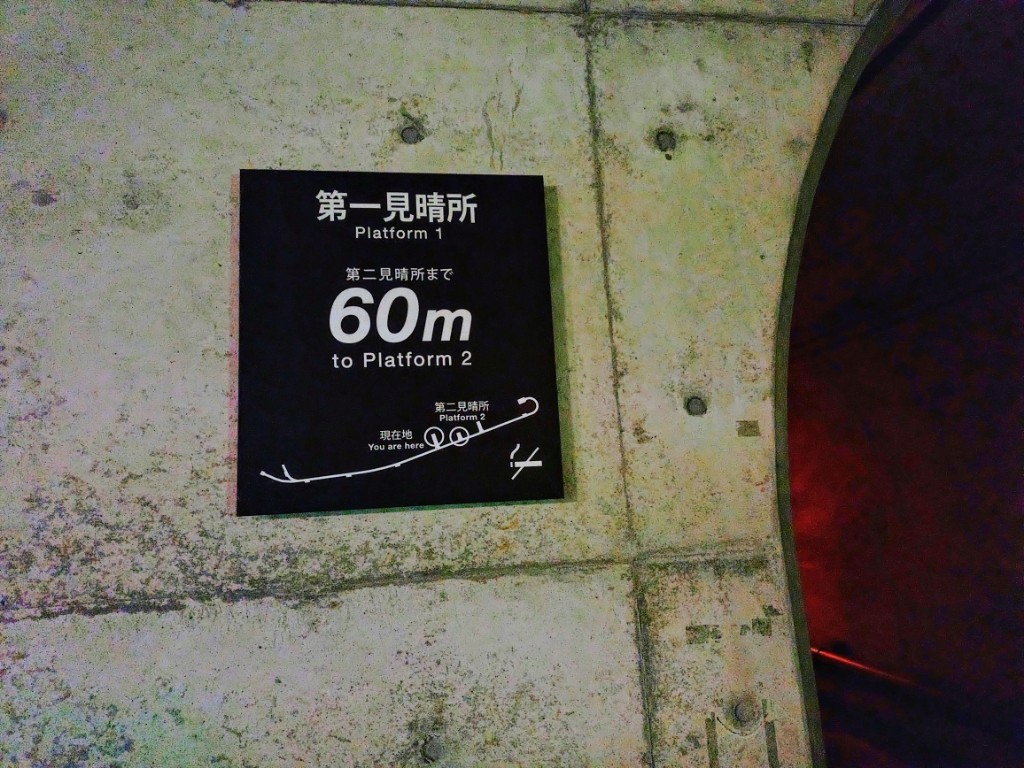 第一見晴所
Platform 1
第二見晴所まで
60m
to Platform 2
第二見晴所
Platform 2
現在地
You are here